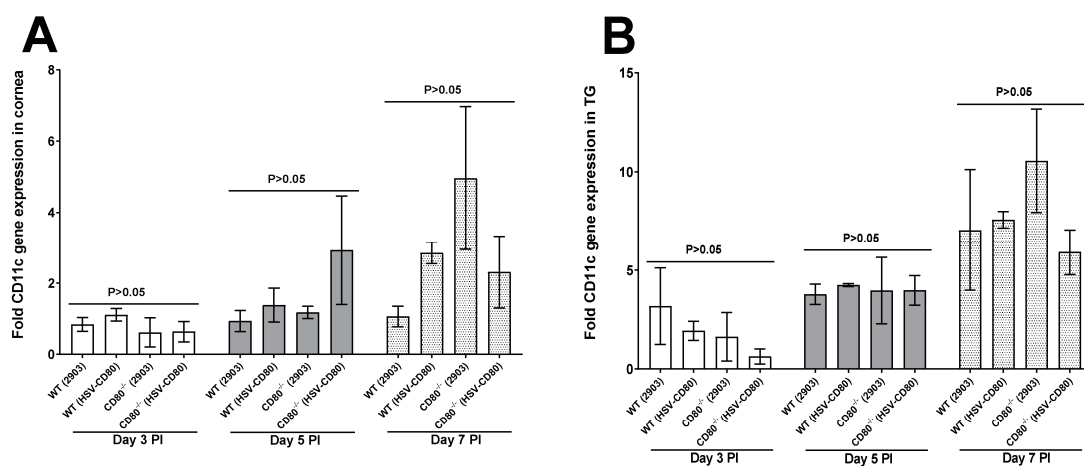 A
Fold CD11c gene expression in cornea
8
6
4
2
0
P>0.05
P>0.05
P>0.05
WT (2903)
WT (HSV-CD80)
CD80-/- (2903)
CD80-/- (HSV-CD80)
WT (2903)
WT (HSV-CD80)
CD80-/- (2903)
CD80-/- (HSV-CD80)
WT (2903)
WT (HSV-CD80)
CD80-/- (2903)
CD80-/- (HSV-CD80)
Day 3 PI
Day 5 PI
Day 7 PI
B
Fold CD11c gene expression in TG
15
10
5
0
P>0.05
P>0.05
P>0.05
WT (2903)
WT (HSV-CD80)
CD80-/- (2903)
CD80-/- (HSV-CD80)
WT (2903)
WT (HSV-CD80)
CD80-/- (2903)
CD80-/- (HSV-CD80)
WT (2903)
WT (HSV-CD80)
CD80-/- (2903)
CD80-/- (HSV-CD80)
Day 3 PI
Day 5 PI
Day 7 PI